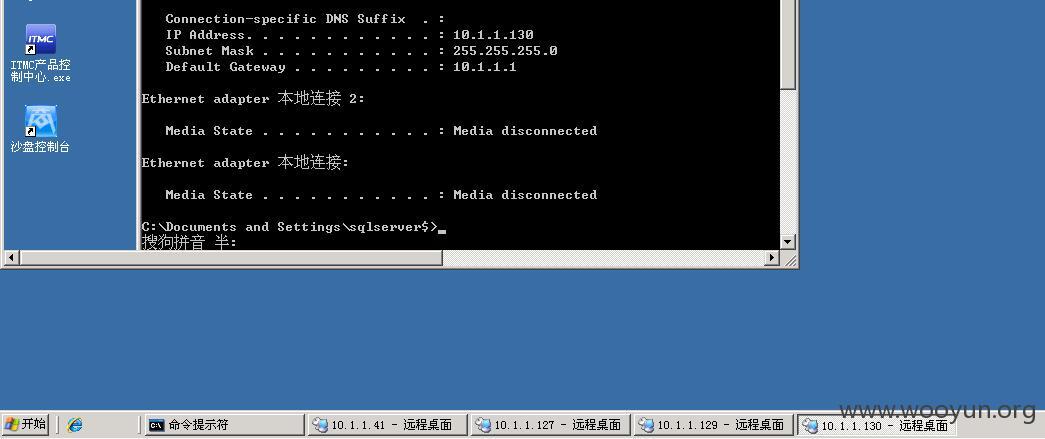 Connection-specific DNS Suffix  . :
IP Address. . . . . . . . . . . . : 10.1.1.130
Subnet Mask . . . . . . . . . . . : 255.255.255.0
Default Gateway . . . . . . . . . : 10.1.1.1
Ethernet adapter 本地连接 2:
Media State . . . . . . . . . . . : Media disconnected
Ethernet adapter 本地连接:
Media State . . . . . . . . . . . : Media disconnected
C:\Documents and Settings\sqlserver$>_
搜狗拼音 半:
ITMC
ITMC产品控
制中心.exe
沙盘控制台
开始
命令提示符
10.1.1.41 - 远程桌面
10.1.1.127 - 远程桌面
10.1.1.129 - 远程桌面
10.1.1.130 - 远程桌面
www.wooyun.org